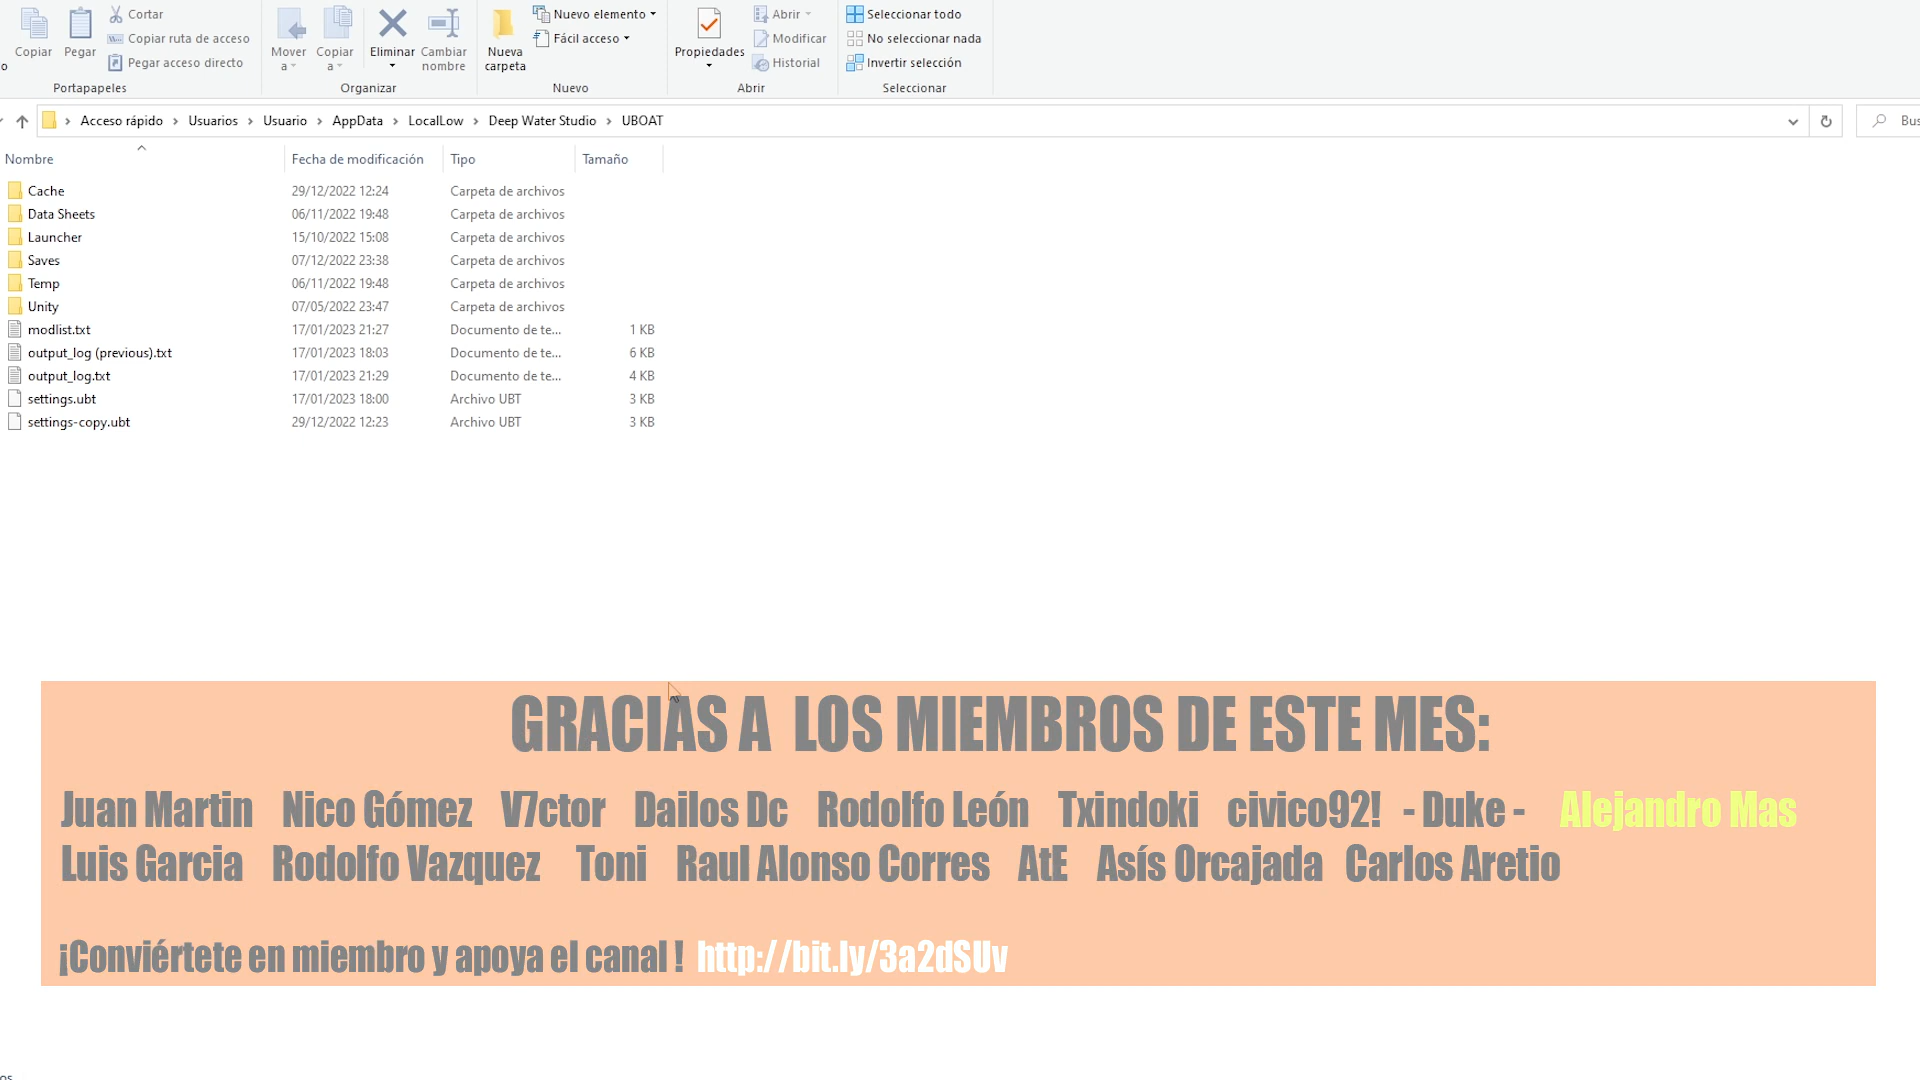 Cortar
Nuevo elemento
Abrir
Seleccionar todo
Copiar ruta de acceso
Fácil acceso
Modificar
No seleccionar nada
Copiar
Pegar
Mover
Copiar
Eliminar
Cambiar
Nueva
Propiedades
Pegar acceso directo
Historial
Invertir selección
o
a
a
nombre
carpeta
Portapapeles
Organizar
Nuevo
Abrir
Seleccionar
Acceso rápido > Usuarios > Usuario > AppData > LocalLow > Deep Water Studio > UBOAT
Bus
Nombre Fecha de modificación Tipo Tamaño
Cache 29/12/2022 12:24 Carpeta de archivos
Data Sheets 06/11/2022 19:48 Carpeta de archivos
Launcher 15/10/2022 15:08 Carpeta de archivos
Saves 07/12/2022 23:38 Carpeta de archivos
Temp 06/11/2022 19:48 Carpeta de archivos
Unity 07/05/2022 23:47 Carpeta de archivos
modlist.txt 17/01/2023 21:27 Documento de te... 1 KB
output_log (previous).txt 17/01/2023 18:03 Documento de te... 6 KB
output_log.txt 17/01/2023 21:29 Documento de te... 4 KB
settings.ubt 17/01/2023 18:00 Archivo UBT 3 KB
settings-copy.ubt 29/12/2022 12:23 Archivo UBT 3 KB
GRACIAS A LOS MIEMBROS DE ESTE MES:
Juan Martin Nico Gómez V7ctor Dailos Dc Rodolfo León Txindoki civico92! - Duke - Alejandro Mas
Luis Garcia Rodolfo Vazquez Toni Raul Alonso Corres AtE Asís Orcajada Carlos Aretio
¡Conviértete en miembro y apoya el canal ! http://bit.ly/3a2dSUv